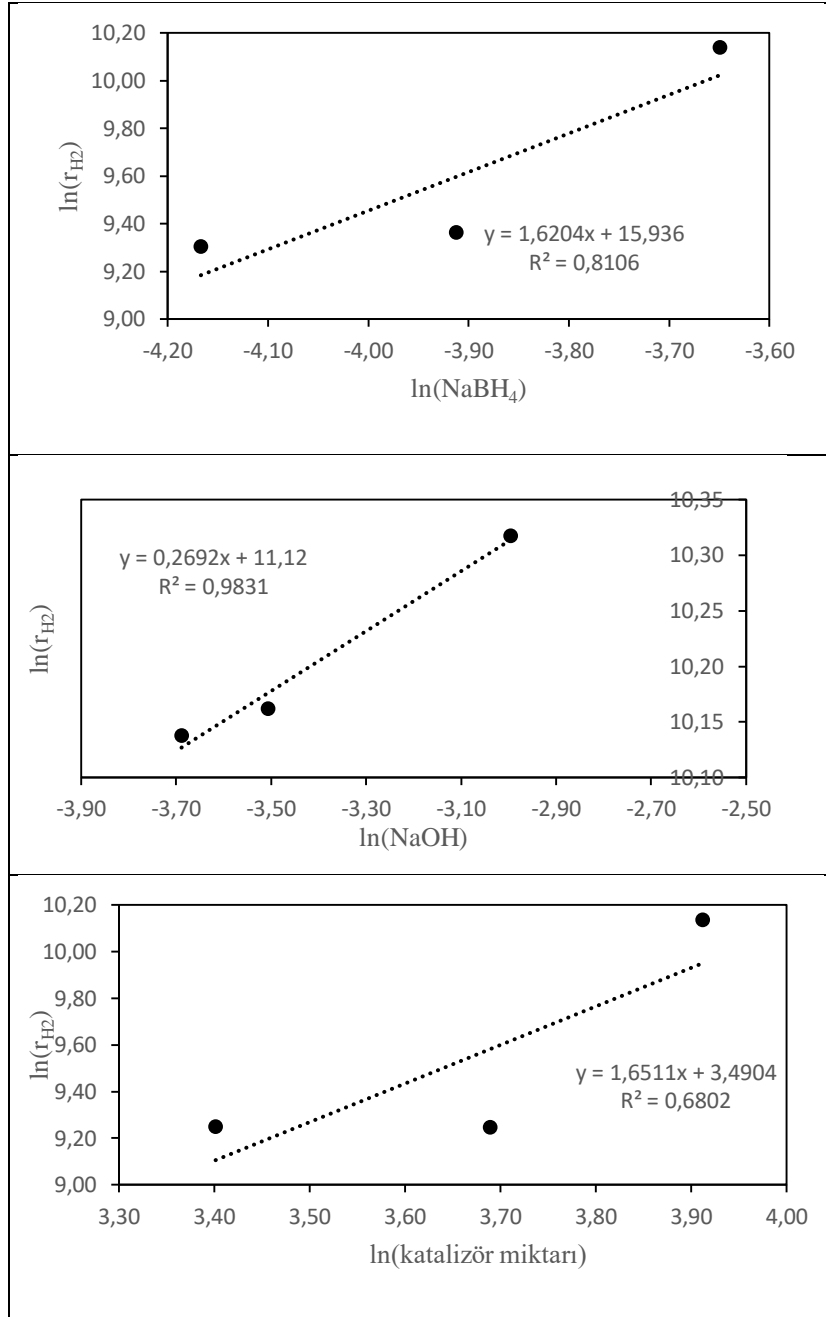 10,20
10,00
9,80
9,60
9,40
9,20
9,00
ln(r_H2)
y = 1,6204x + 15,936
R² = 0,8106
-4,20 -4,10 -4,00 -3,90 -3,80 -3,70 -3,60
ln(NaBH₄)
10,35
10,30
10,25
10,20
10,15
10,10
ln(r_H2)
y = 0,2692x + 11,12
R² = 0,9831
-3,90 -3,70 -3,50 -3,30 -3,10 -2,90 -2,70 -2,50
ln(NaOH)
10,20
10,00
9,80
9,60
9,40
9,20
9,00
ln(r_H2)
y = 1,6511x + 3,4904
R² = 0,6802
3,30 3,40 3,50 3,60 3,70 3,80 3,90 4,00
ln(katalizör miktarı)